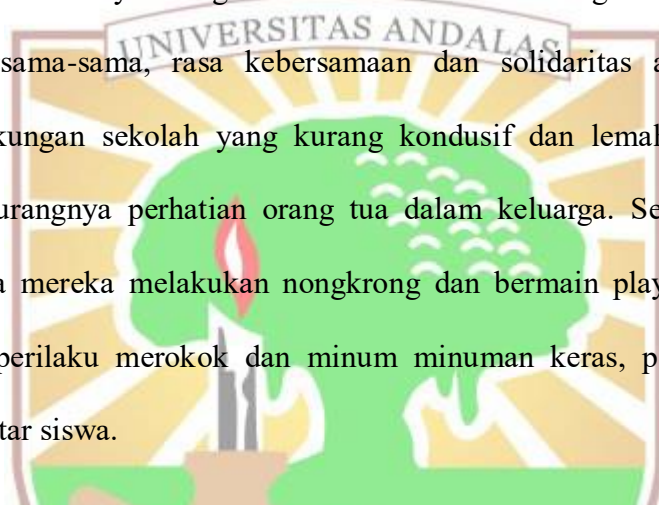 UNIVERSITAS ANDALAS
sama-sama, rasa kebersamaan dan solidaritas a
kungan sekolah yang kurang kondusif dan lemah
urangnya perhatian orang tua dalam keluarga. Se
a mereka melakukan nongkrong dan bermain play
perilaku merokok dan minum minuman keras, p
tar siswa.